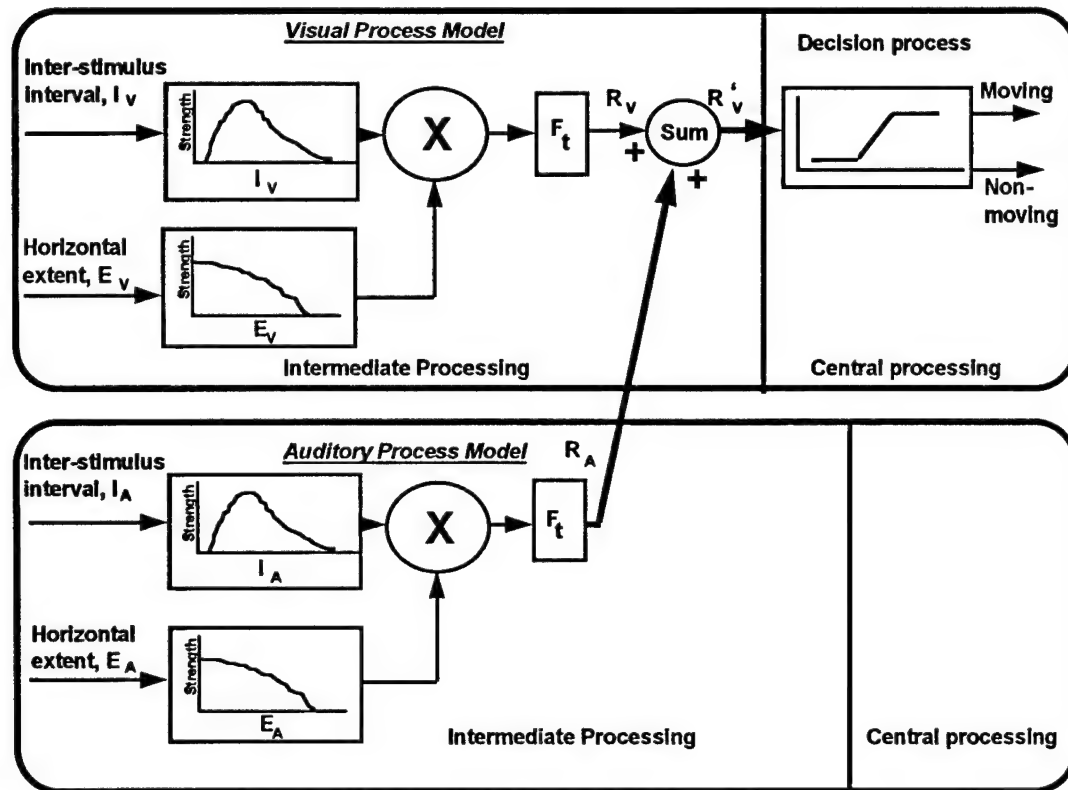 Visual Process Model
Decision process
Inter-stimulus
interval, I V
Strength
I V
X
F t
R v
+
Sum
+
R'v
Moving
Non-
moving
Horizontal
extent, E V
Strength
E V
Intermediate Processing
Central processing
Auditory Process Model
Inter-stimulus
interval, I A
Strength
I A
X
F t
R A
Horizontal
extent, E A
Strength
E A
Intermediate Processing
Central processing